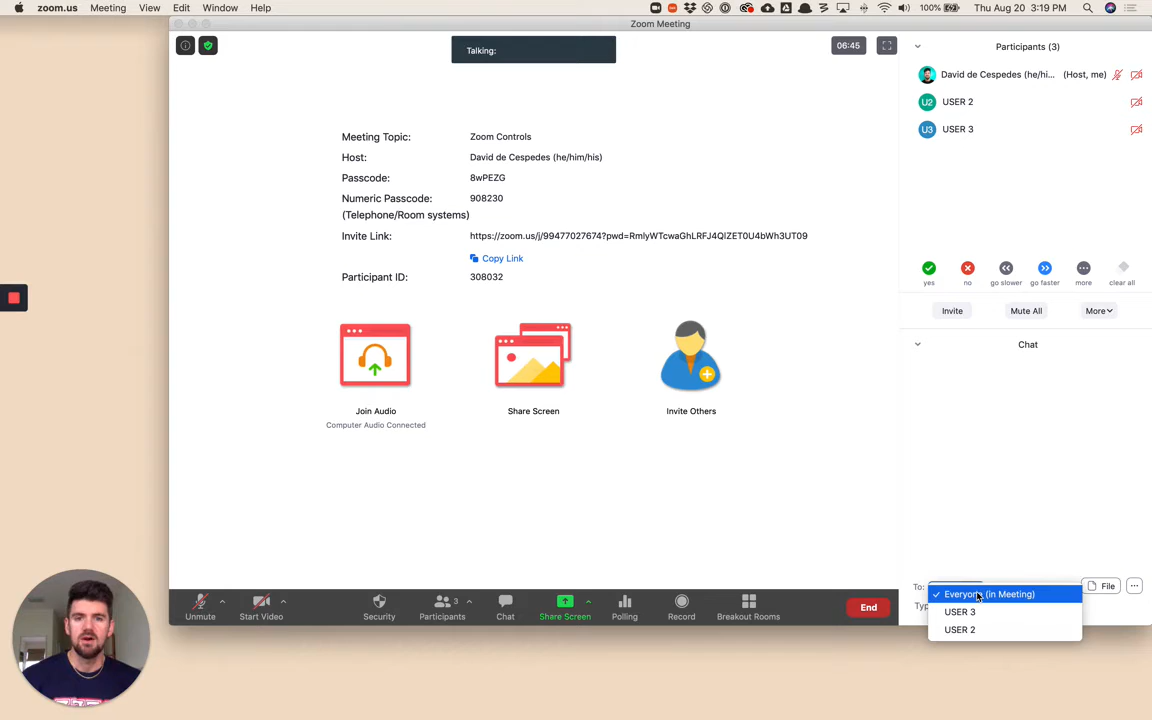 zoom.us Meeting View Edit Window Help
100% Thu Aug 20 3:19 PM
Zoom Meeting
Talking:
06:45
Meeting Topic: Zoom Controls
Host: David de Cespedes (he/him/his)
Passcode: 8wPEZG
Numeric Passcode: 908230
(Telephone/Room systems)
Invite Link: https://zoom.us/j/99477027674?pwd=RmlyWTcwaGhLRFJ4QlZET0U4bWh3UT09
Copy Link
Participant ID: 308032
Join Audio Share Screen Invite Others
Computer Audio Connected
Unmute Start Video Security Participants 3 Chat Share Screen Polling Record Breakout Rooms End
Participants (3)
David de Cespedes (he/hi... (Host, me)
U2 USER 2
U3 USER 3
yes no go slower go faster more clear all
Invite Mute All More
Chat
To: File
Everyone (in Meeting)
USER 3
USER 2